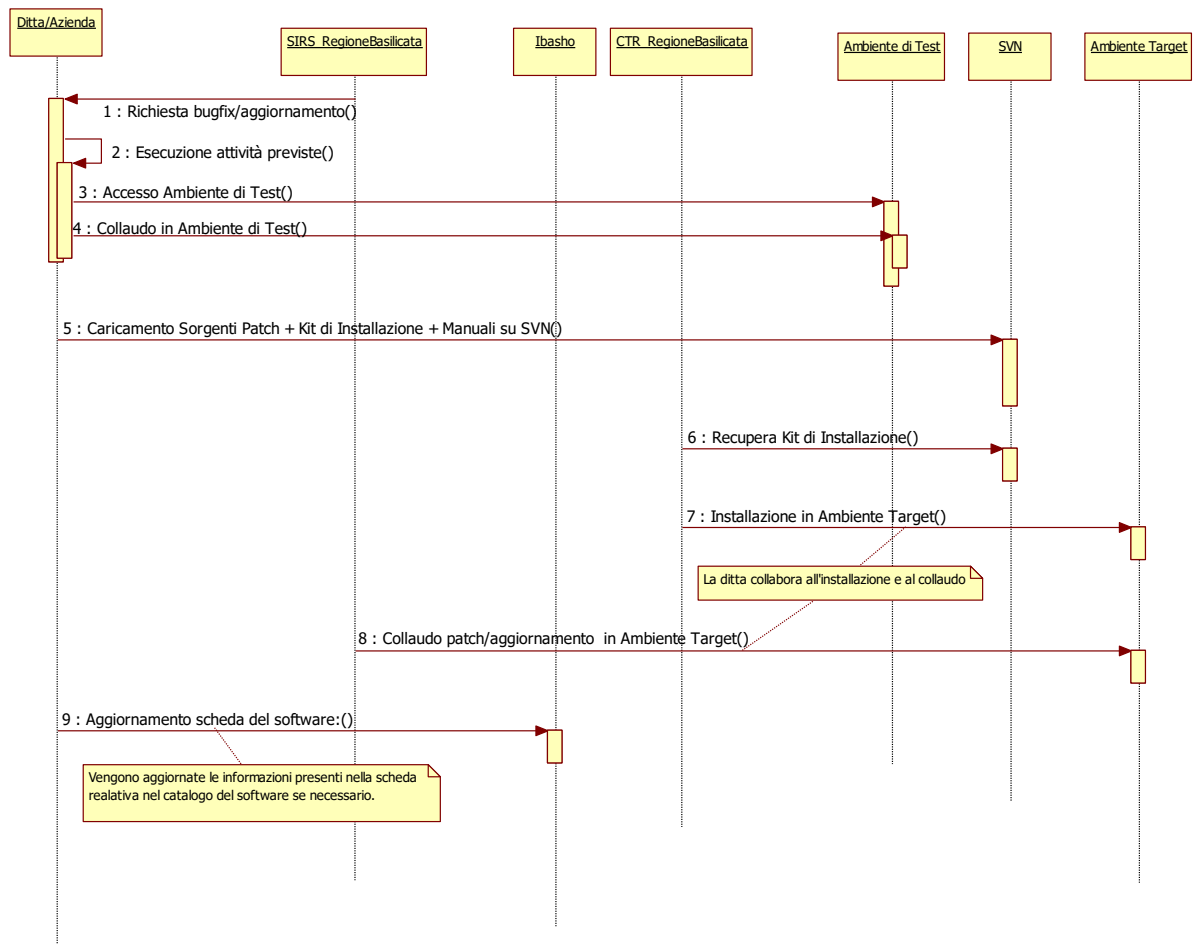 Ditta/Azienda
SIRS_RegioneBasilicata
Ibasho
CTR_RegioneBasilicata
Ambiente di Test
SVN
Ambiente Target
1 : Richiesta bugfix/aggiornamento()
2 : Esecuzione attività previste()
3 : Accesso Ambiente di Test()
4 : Collaudo in Ambiente di Test()
5 : Caricamento Sorgenti Patch + Kit di Installazione + Manuali su SVN()
6 : Recupera Kit di Installazione()
7 : Installazione in Ambiente Target()
La ditta collabora all'installazione e al collaudo
8 : Collaudo patch/aggiornamento  in Ambiente Target()
9 : Aggiornamento scheda del software:()
Vengono aggiornate le informazioni presenti nella scheda
realativa nel catalogo del software se necessario.